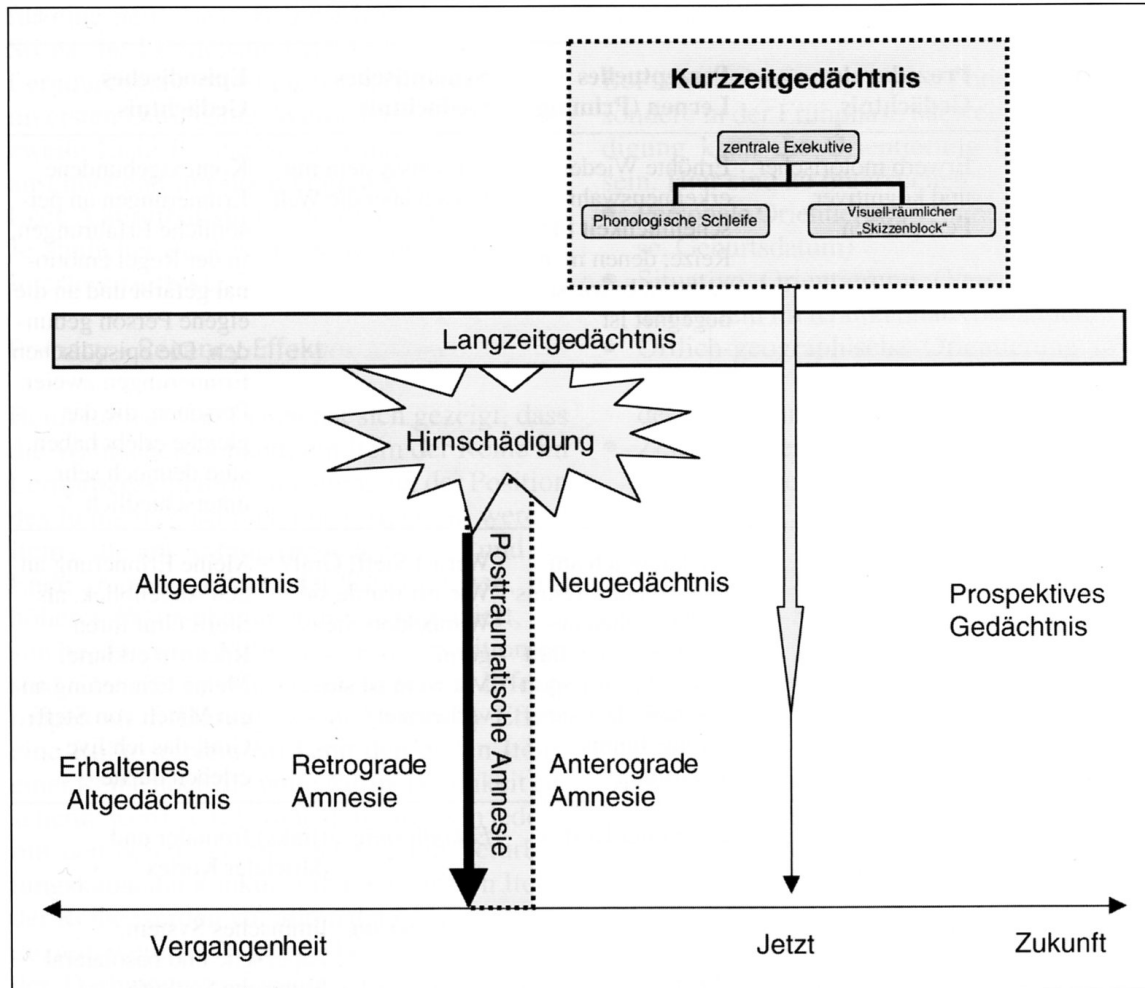 Kurzzeitgedächtnis
zentrale Exekutive
Phonologische Schleife
Visuell-räumlicher
„Skizzenblock“
Langzeitgedächtnis
Hirnschädigung
Altgedächtnis
Posttraumatische Amnesie
Neugedächtnis
Prospektives
Gedächtnis
Erhaltenes
Altgedächtnis
Retrograde
Amnesie
Anterograde
Amnesie
Vergangenheit
Jetzt
Zukunft